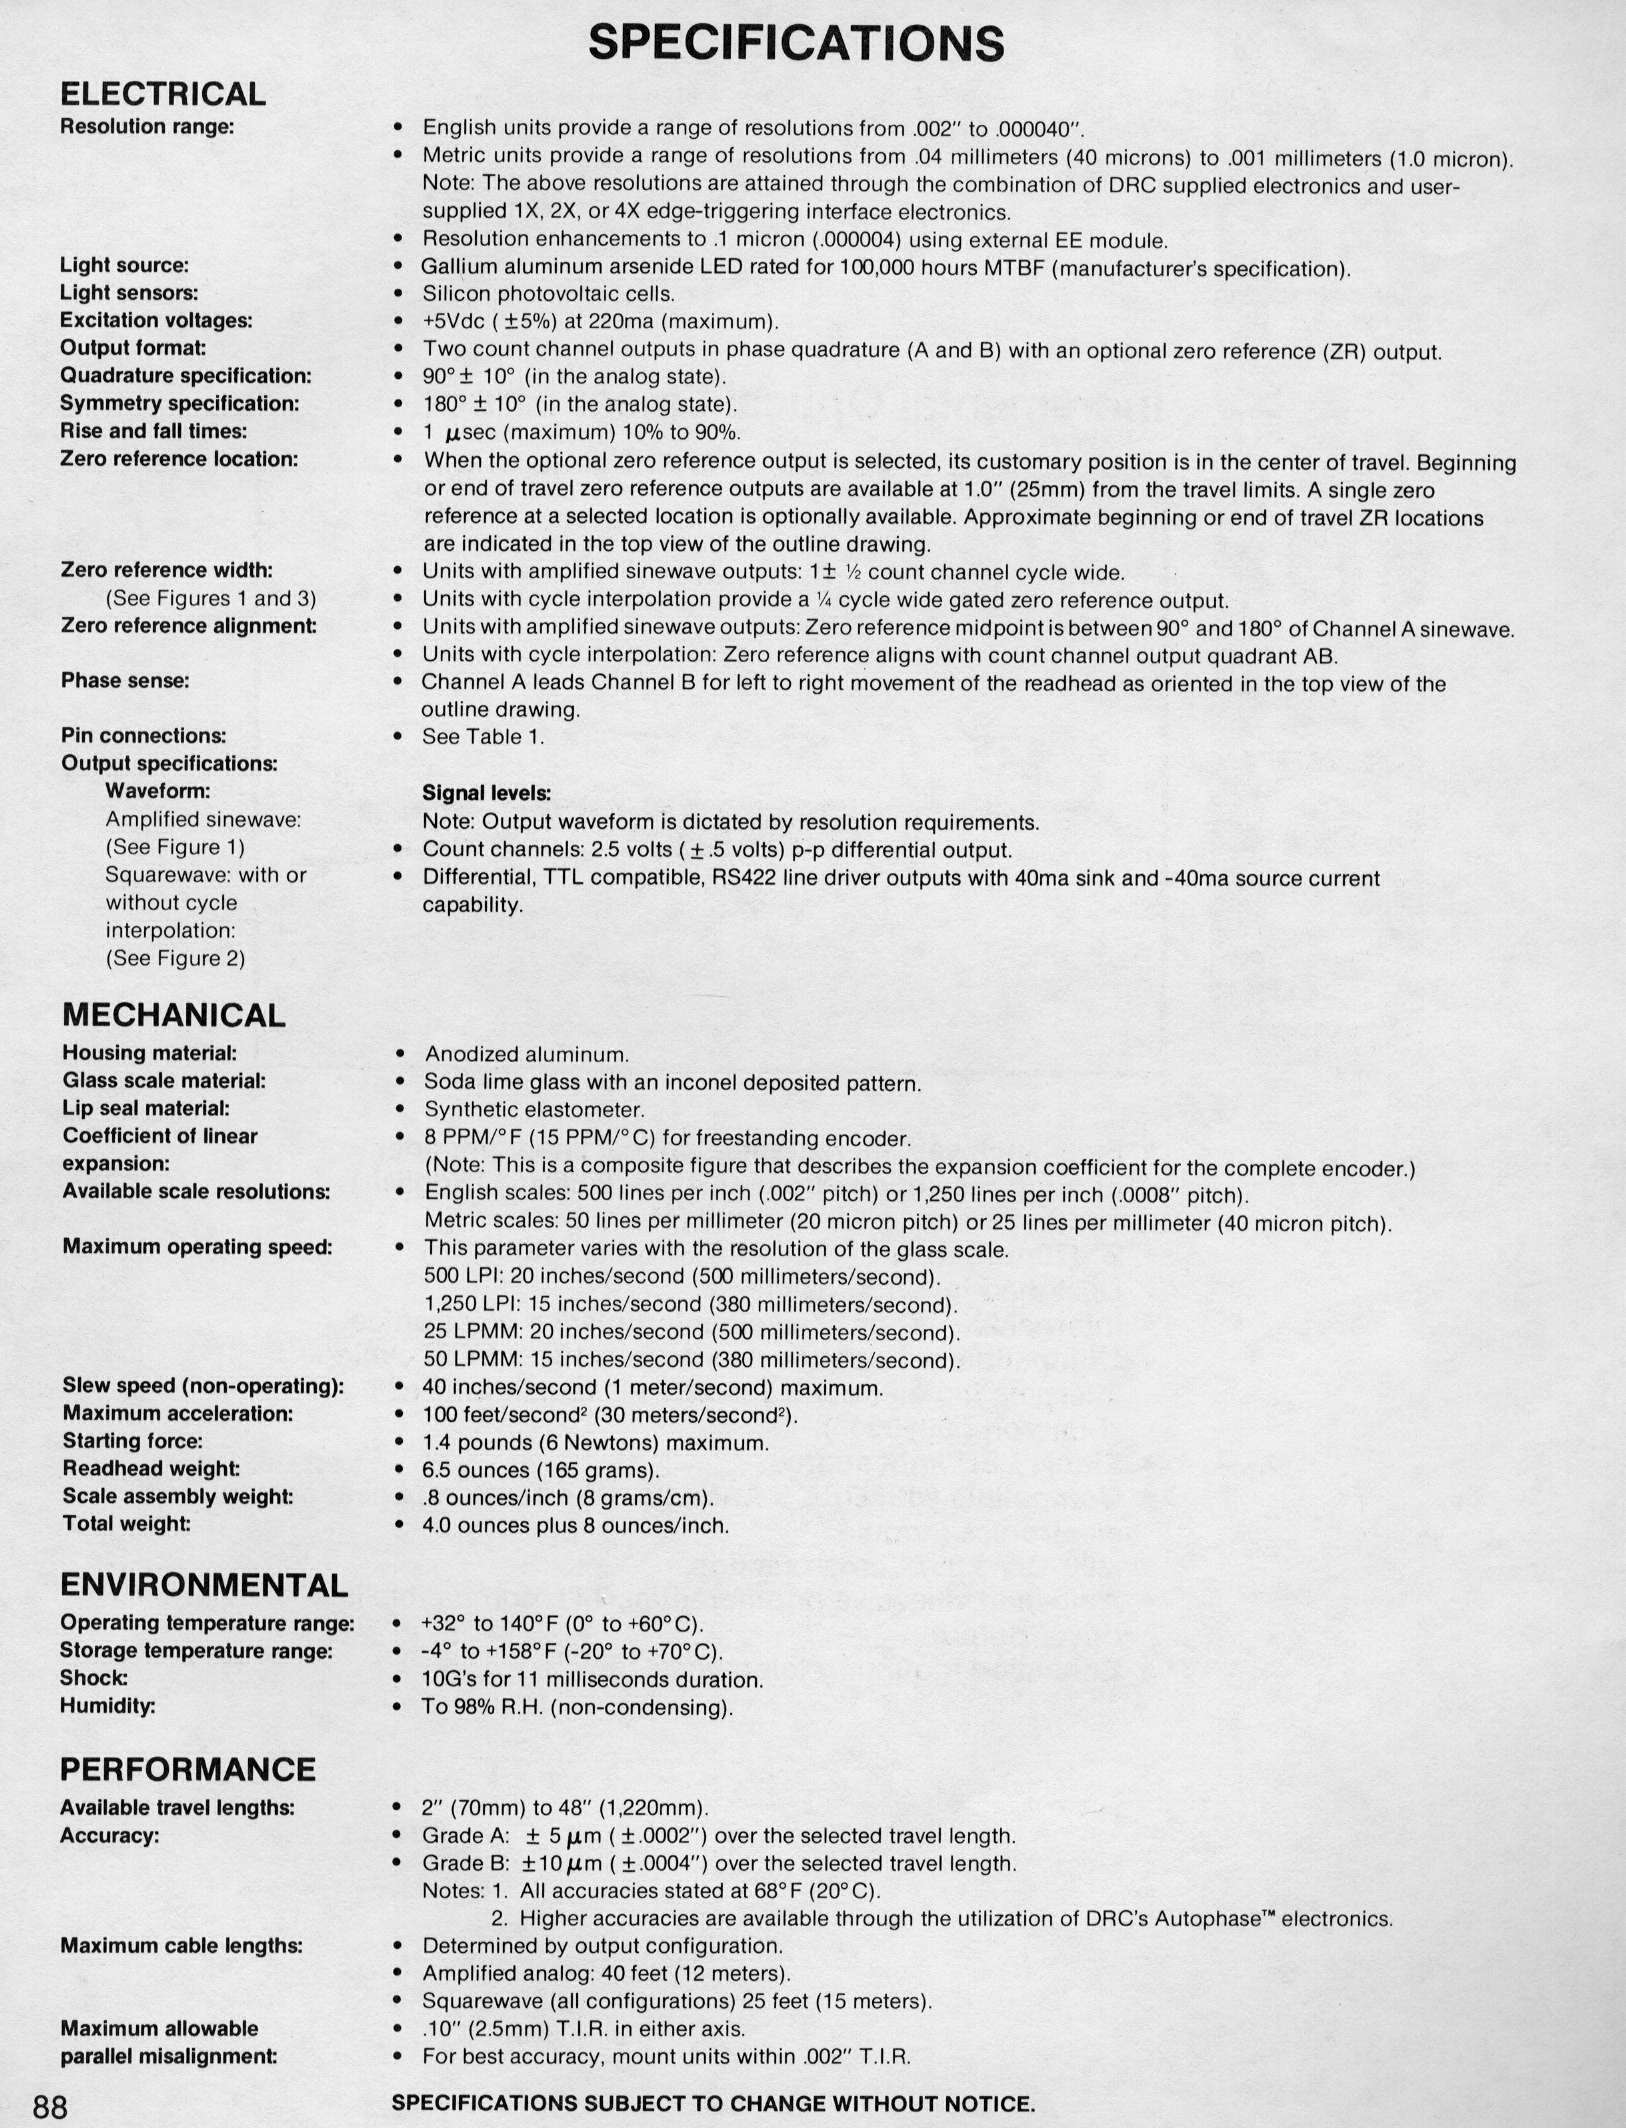 SPECIFICATIONS
ELECTRICAL
Resolution range: • English units provide a range of resolutions from .002" to .000040".
• Metric units provide a range of resolutions from .04 millimeters (40 microns) to .001 millimeters (1.0 micron).
Note: The above resolutions are attained through the combination of DRC supplied electronics and user-
supplied 1X, 2X, or 4X edge-triggering interface electronics.
• Resolution enhancements to .1 micron (.000004) using external EE module.
Light source: • Gallium aluminum arsenide LED rated for 100,000 hours MTBF (manufacturer's specification).
Light sensors: • Silicon photovoltaic cells.
Excitation voltages: • +5Vdc ( ±5%) at 220ma (maximum).
Output format: • Two count channel outputs in phase quadrature (A and B) with an optional zero reference (ZR) output.
Quadrature specification: • 90° ± 10° (in the analog state).
Symmetry specification: • 180° ± 10° (in the analog state).
Rise and fall times: • 1 μsec (maximum) 10% to 90%.
Zero reference location: • When the optional zero reference output is selected, its customary position is in the center of travel. Beginning
or end of travel zero reference outputs are available at 1.0" (25mm) from the travel limits. A single zero
reference at a selected location is optionally available. Approximate beginning or end of travel ZR locations
are indicated in the top view of the outline drawing.
Zero reference width: • Units with amplified sinewave outputs: 1± ½ count channel cycle wide.
(See Figures 1 and 3) • Units with cycle interpolation provide a ¼ cycle wide gated zero reference output.
Zero reference alignment: • Units with amplified sinewave outputs: Zero reference midpoint is between 90° and 180° of Channel A sinewave.
• Units with cycle interpolation: Zero reference aligns with count channel output quadrant AB.
Phase sense: • Channel A leads Channel B for left to right movement of the readhead as oriented in the top view of the
outline drawing.
Pin connections: • See Table 1.
Output specifications:
Waveform: Signal levels:
Amplified sinewave: Note: Output waveform is dictated by resolution requirements.
(See Figure 1) • Count channels: 2.5 volts ( ± .5 volts) p-p differential output.
Squarewave: with or • Differential, TTL compatible, RS422 line driver outputs with 40ma sink and -40ma source current
without cycle capability.
interpolation:
(See Figure 2)
MECHANICAL
Housing material: • Anodized aluminum.
Glass scale material: • Soda lime glass with an inconel deposited pattern.
Lip seal material: • Synthetic elastometer.
Coefficient of linear • 8 PPM/°F (15 PPM/°C) for freestanding encoder.
expansion: (Note: This is a composite figure that describes the expansion coefficient for the complete encoder.)
Available scale resolutions: • English scales: 500 lines per inch (.002" pitch) or 1,250 lines per inch (.0008" pitch).
Metric scales: 50 lines per millimeter (20 micron pitch) or 25 lines per millimeter (40 micron pitch).
Maximum operating speed: • This parameter varies with the resolution of the glass scale.
500 LPI: 20 inches/second (500 millimeters/second).
1,250 LPI: 15 inches/second (380 millimeters/second).
25 LPMM: 20 inches/second (500 millimeters/second).
50 LPMM: 15 inches/second (380 millimeters/second).
Slew speed (non-operating): • 40 inches/second (1 meter/second) maximum.
Maximum acceleration: • 100 feet/second² (30 meters/second²).
Starting force: • 1.4 pounds (6 Newtons) maximum.
Readhead weight: • 6.5 ounces (165 grams).
Scale assembly weight: • .8 ounces/inch (8 grams/cm).
Total weight: • 4.0 ounces plus 8 ounces/inch.
ENVIRONMENTAL
Operating temperature range: • +32° to 140°F (0° to +60°C).
Storage temperature range: • -4° to +158°F (-20° to +70°C).
Shock: • 10G's for 11 milliseconds duration.
Humidity: • To 98% R.H. (non-condensing).
PERFORMANCE
Available travel lengths: • 2" (70mm) to 48" (1,220mm).
Accuracy: • Grade A: ± 5 μm ( ±.0002") over the selected travel length.
• Grade B: ±10 μm ( ±.0004") over the selected travel length.
Notes: 1. All accuracies stated at 68°F (20°C).
2. Higher accuracies are available through the utilization of DRC's Autophase™ electronics.
Maximum cable lengths: • Determined by output configuration.
• Amplified analog: 40 feet (12 meters).
• Squarewave (all configurations) 25 feet (15 meters).
Maximum allowable • .10" (2.5mm) T.I.R. in either axis.
parallel misalignment: • For best accuracy, mount units within .002" T.I.R.
88 SPECIFICATIONS SUBJECT TO CHANGE WITHOUT NOTICE.